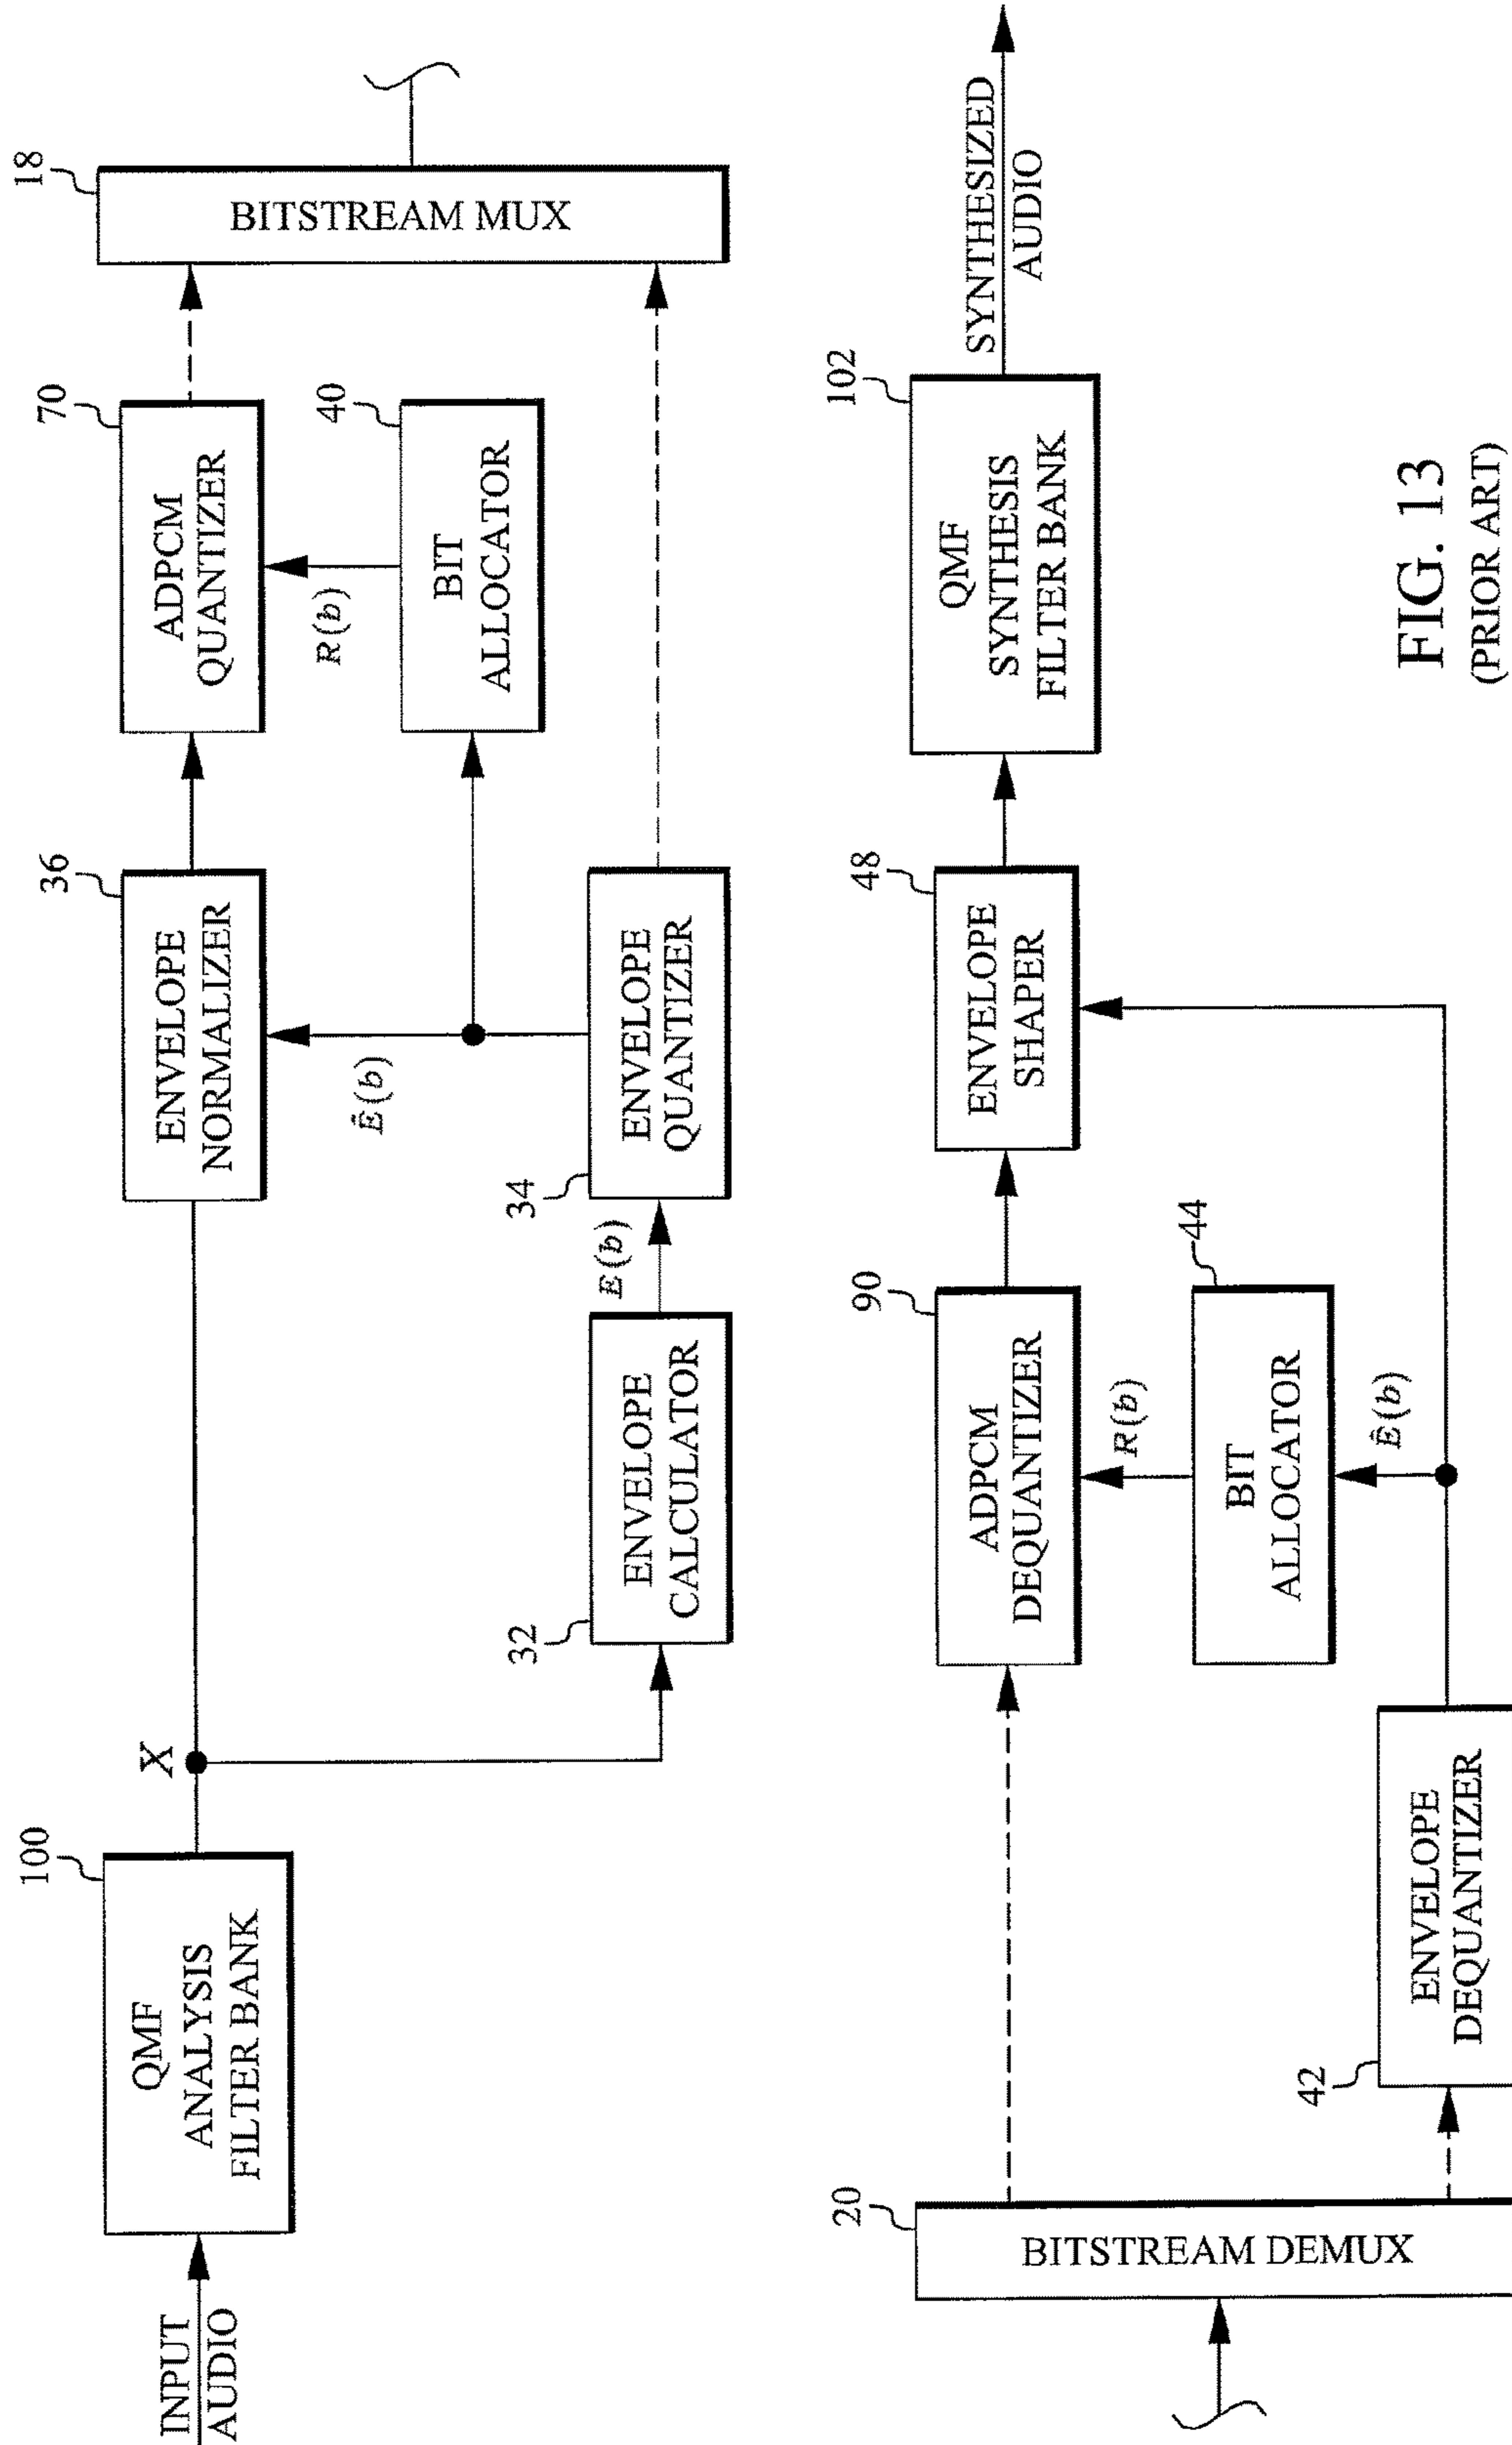 INPUT
AUDIO
100
QMF
ANALYSIS
FILTER BANK
X
32
ENVELOPE
CALCULATOR
E(b)
34
ENVELOPE
QUANTIZER
Ê(b)
36
ENVELOPE
NORMALIZER
70
ADPCM
QUANTIZER
R(b)
40
BIT
ALLOCATOR
18
BITSTREAM MUX
20
BITSTREAM DEMUX
42
ENVELOPE
DEQUANTIZER
Ê(b)
44
BIT
ALLOCATOR
R(b)
90
ADPCM
DEQUANTIZER
48
ENVELOPE
SHAPER
102
QMF
SYNTHESIS
FILTER BANK
SYNTHESIZED
AUDIO
FIG. 13
(PRIOR ART)